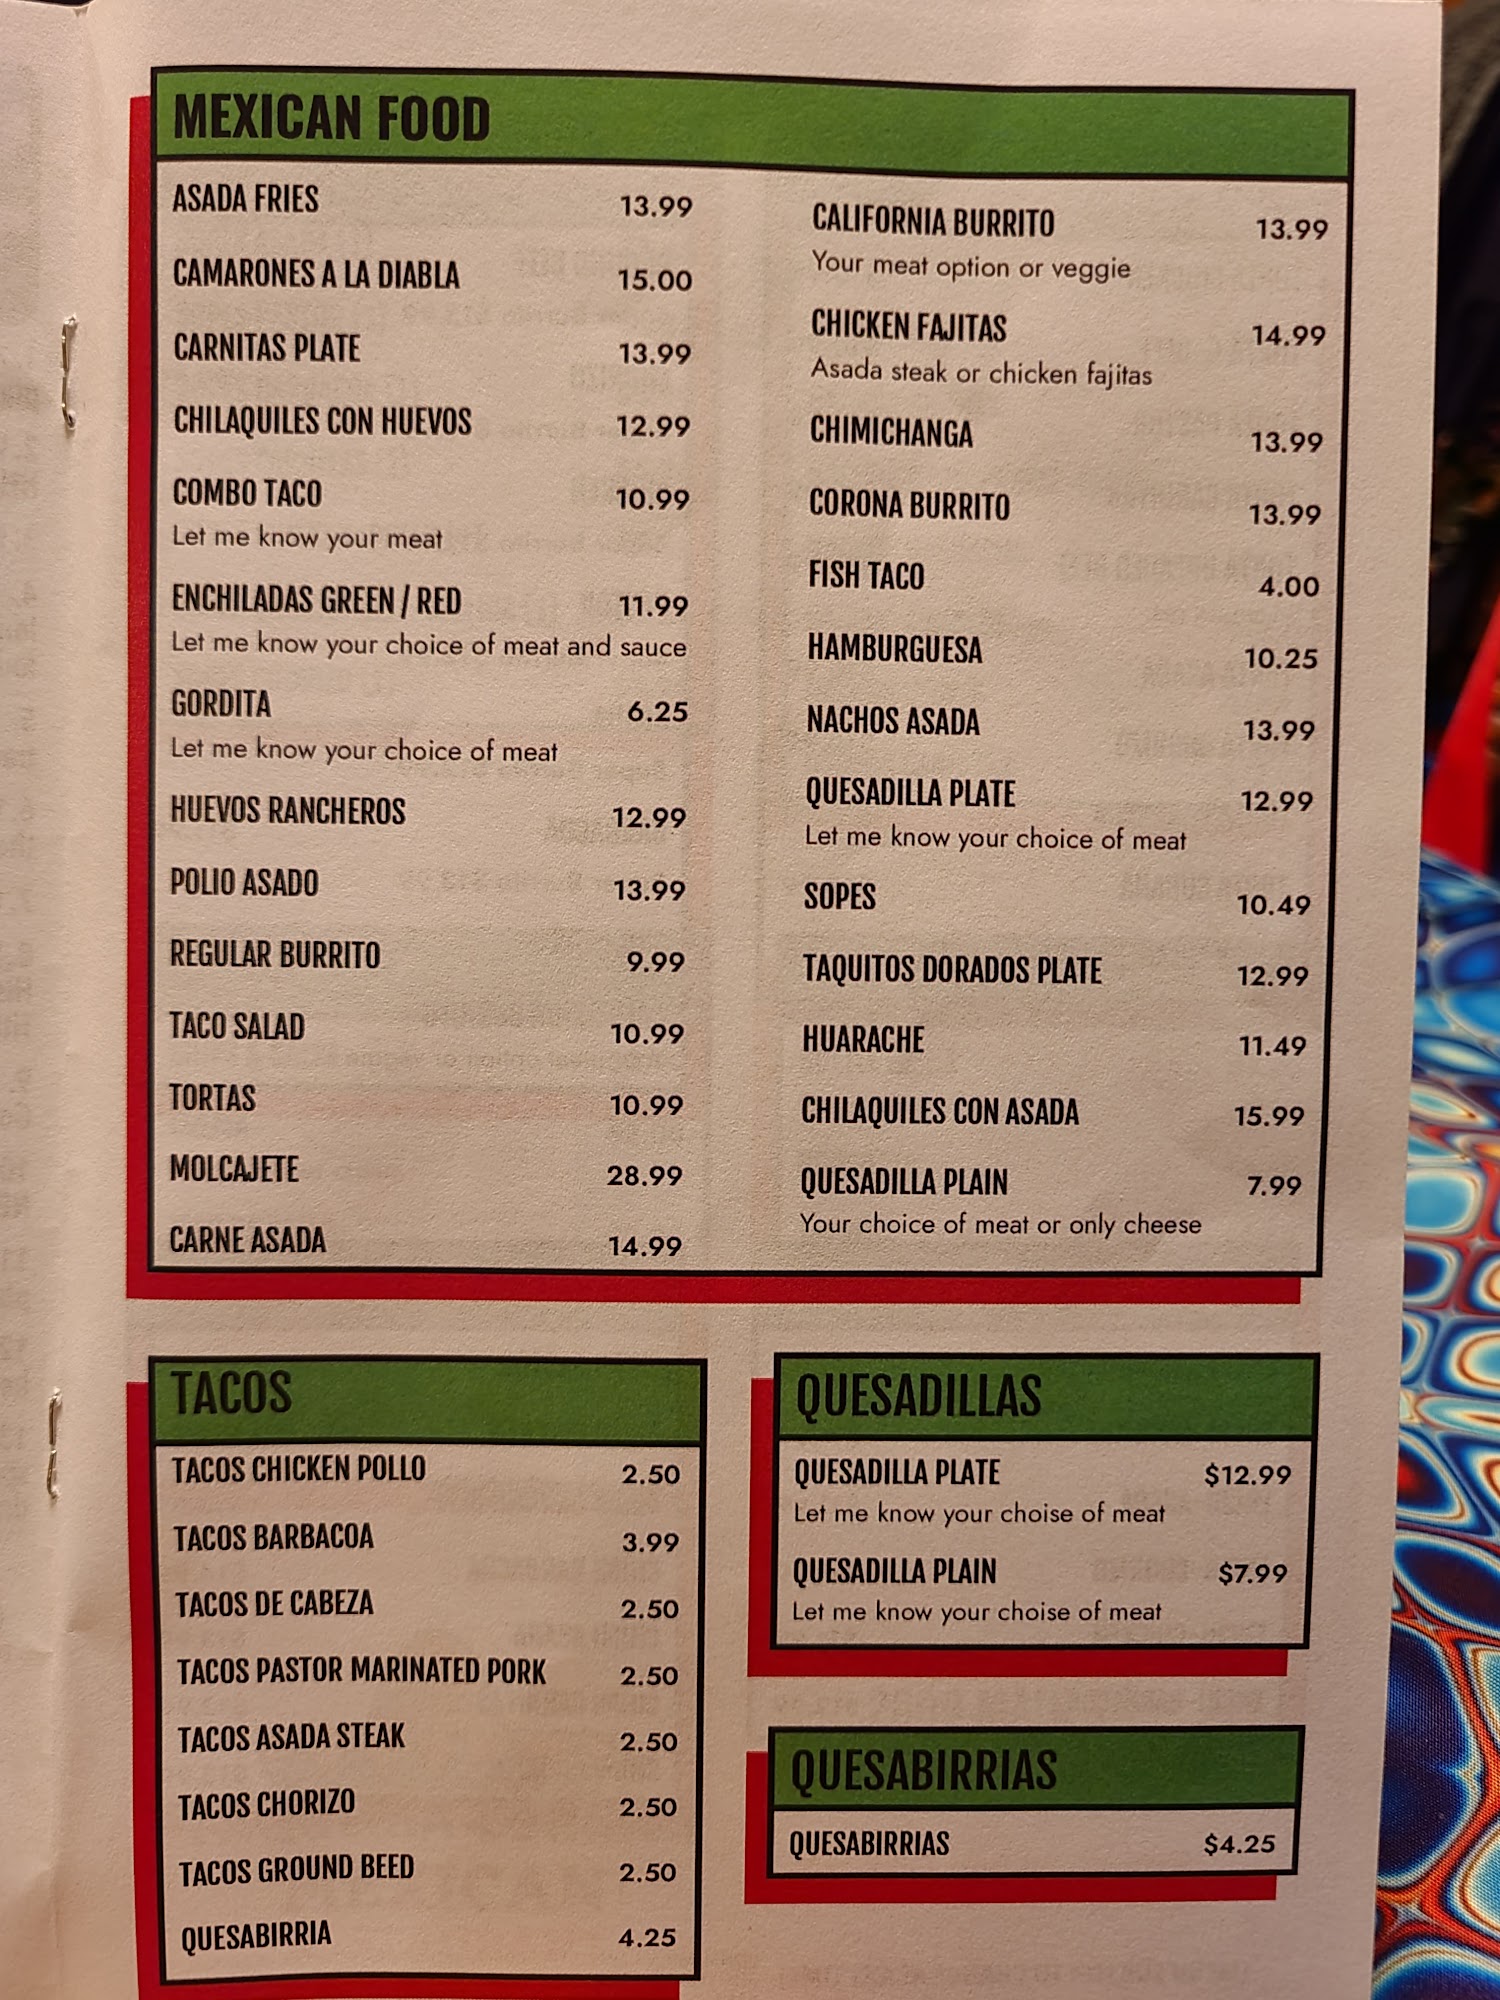 MEXICAN FOOD
ASADA FRIES 13.99
CAMARONES A LA DIABLA 15.00
CARNITAS PLATE 13.99
CHILAQUILES CON HUEVOS 12.99
COMBO TACO 10.99
Let me know your meat
ENCHILADAS GREEN / RED 11.99
Let me know your choice of meat and sauce
GORDITA 6.25
Let me know your choice of meat
HUEVOS RANCHEROS 12.99
POLIO ASADO 13.99
REGULAR BURRITO 9.99
TACO SALAD 10.99
TORTAS 10.99
MOLCAJETE 28.99
CARNE ASADA 14.99
CALIFORNIA BURRITO 13.99
Your meat option or veggie
CHICKEN FAJITAS 14.99
Asada steak or chicken fajitas
CHIMICHANGA 13.99
CORONA BURRITO 13.99
FISH TACO 4.00
HAMBURGUESA 10.25
NACHOS ASADA 13.99
QUESADILLA PLATE 12.99
Let me know your choice of meat
SOPES 10.49
TAQUITOS DORADOS PLATE 12.99
HUARACHE 11.49
CHILAQUILES CON ASADA 15.99
QUESADILLA PLAIN 7.99
Your choice of meat or only cheese
TACOS
TACOS CHICKEN POLLO 2.50
TACOS BARBACOA 3.99
TACOS DE CABEZA 2.50
TACOS PASTOR MARINATED PORK 2.50
TACOS ASADA STEAK 2.50
TACOS CHORIZO 2.50
TACOS GROUND BEED 2.50
QUESABIRRIA 4.25
QUESADILLAS
QUESADILLA PLATE $12.99
Let me know your choise of meat
QUESADILLA PLAIN $7.99
Let me know your choise of meat
QUESABIRRIAS
QUESABIRRIAS $4.25